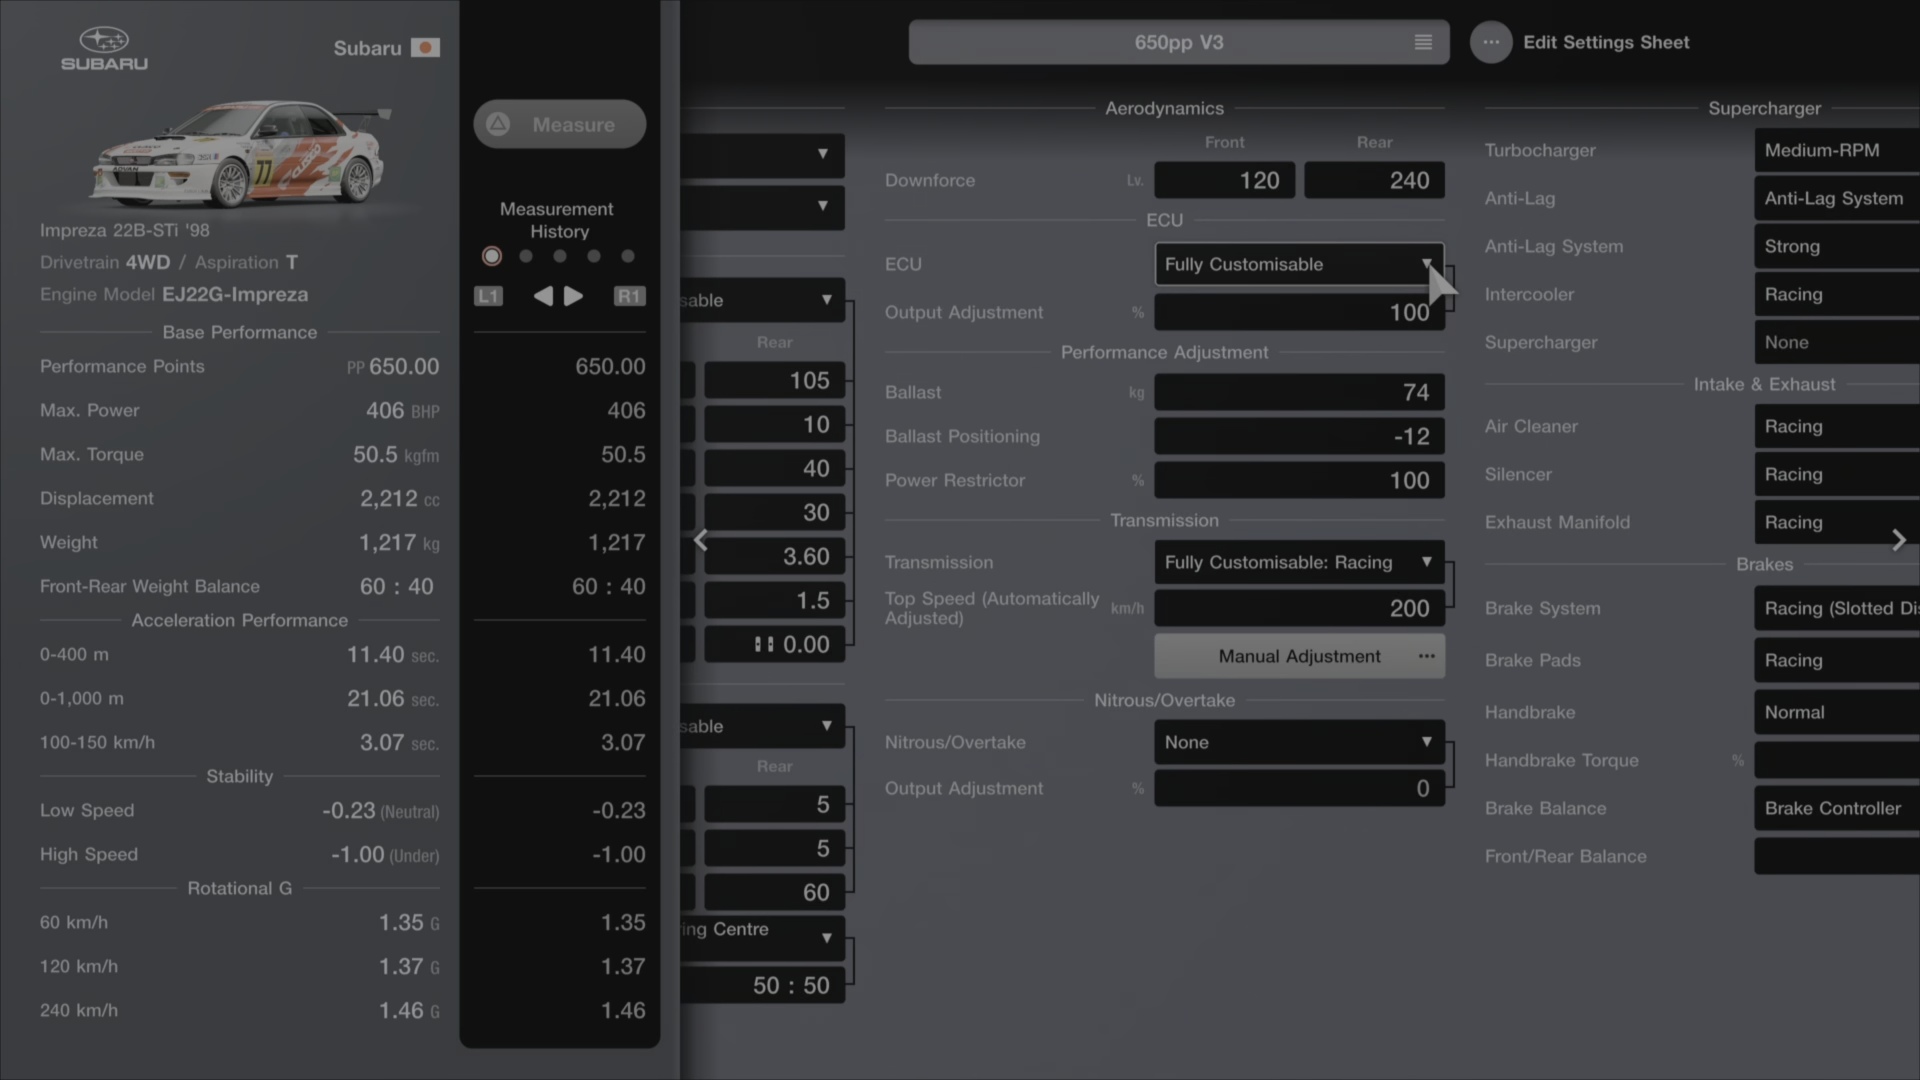 SUBARU
Subaru
Impreza 22B-STi '98
Drivetrain 4WD / Aspiration T
Engine Model EJ22G-Impreza
Base Performance
Performance Points PP 650.00
Max. Power 406 BHP
Max. Torque 50.5 kgfm
Displacement 2,212 cc
Weight 1,217 kg
Front-Rear Weight Balance 60 : 40
Acceleration Performance
0-400 m 11.40 sec.
0-1,000 m 21.06 sec.
100-150 km/h 3.07 sec.
Stability
Low Speed -0.23 (Neutral)
High Speed -1.00 (Under)
Rotational G
60 km/h 1.35 G
120 km/h 1.37 G
240 km/h 1.46 G
Measure
Measurement
History
L1 R1
650.00
406
50.5
2,212
1,217
60 : 40
11.40
21.06
3.07
-0.23
-1.00
1.35
1.37
1.46
650pp V3
Edit Settings Sheet
sable
Rear
105
10
40
30
3.60
1.5
0.00
sable
Rear
5
5
60
ing Centre
50 : 50
Aerodynamics
Front Rear
Downforce Lv. 120 240
ECU
ECU Fully Customisable
Output Adjustment % 100
Performance Adjustment
Ballast kg 74
Ballast Positioning -12
Power Restrictor % 100
Transmission
Transmission Fully Customisable: Racing
Top Speed (Automatically
Adjusted) km/h 200
Manual Adjustment
Nitrous/Overtake
Nitrous/Overtake None
Output Adjustment % 0
Supercharger
Turbocharger Medium-RPM
Anti-Lag Anti-Lag System
Anti-Lag System Strong
Intercooler Racing
Supercharger None
Intake & Exhaust
Air Cleaner Racing
Silencer Racing
Exhaust Manifold Racing
Brakes
Brake System Racing (Slotted Dis
Brake Pads Racing
Handbrake Normal
Handbrake Torque %
Brake Balance Brake Controller
Front/Rear Balance
ADVAN
77
CUSCO